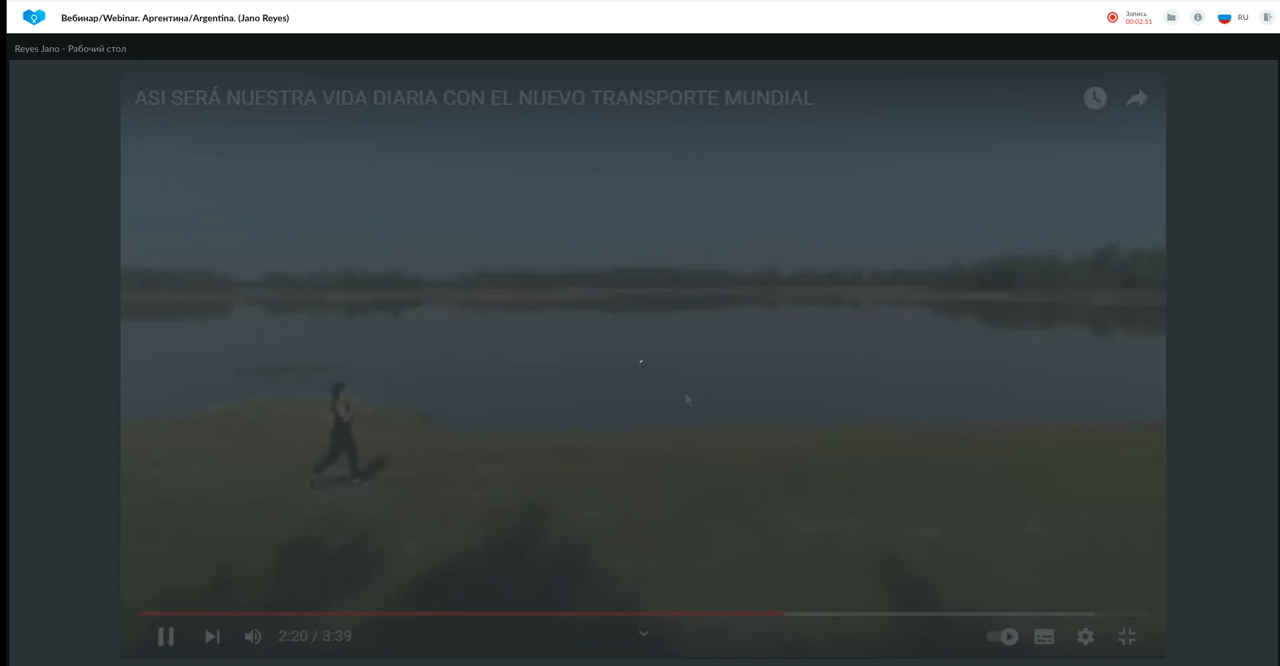 Вебинар/Webinar. Аргентина/Argentina. (Jano Reyes)
Запись
00:02:51
RU
Reyes Jano - Рабочий стол
ASI SERÁ NUESTRA VIDA DIARIA CON EL NUEVO TRANSPORTE MUNDIAL
2:20 / 3:39